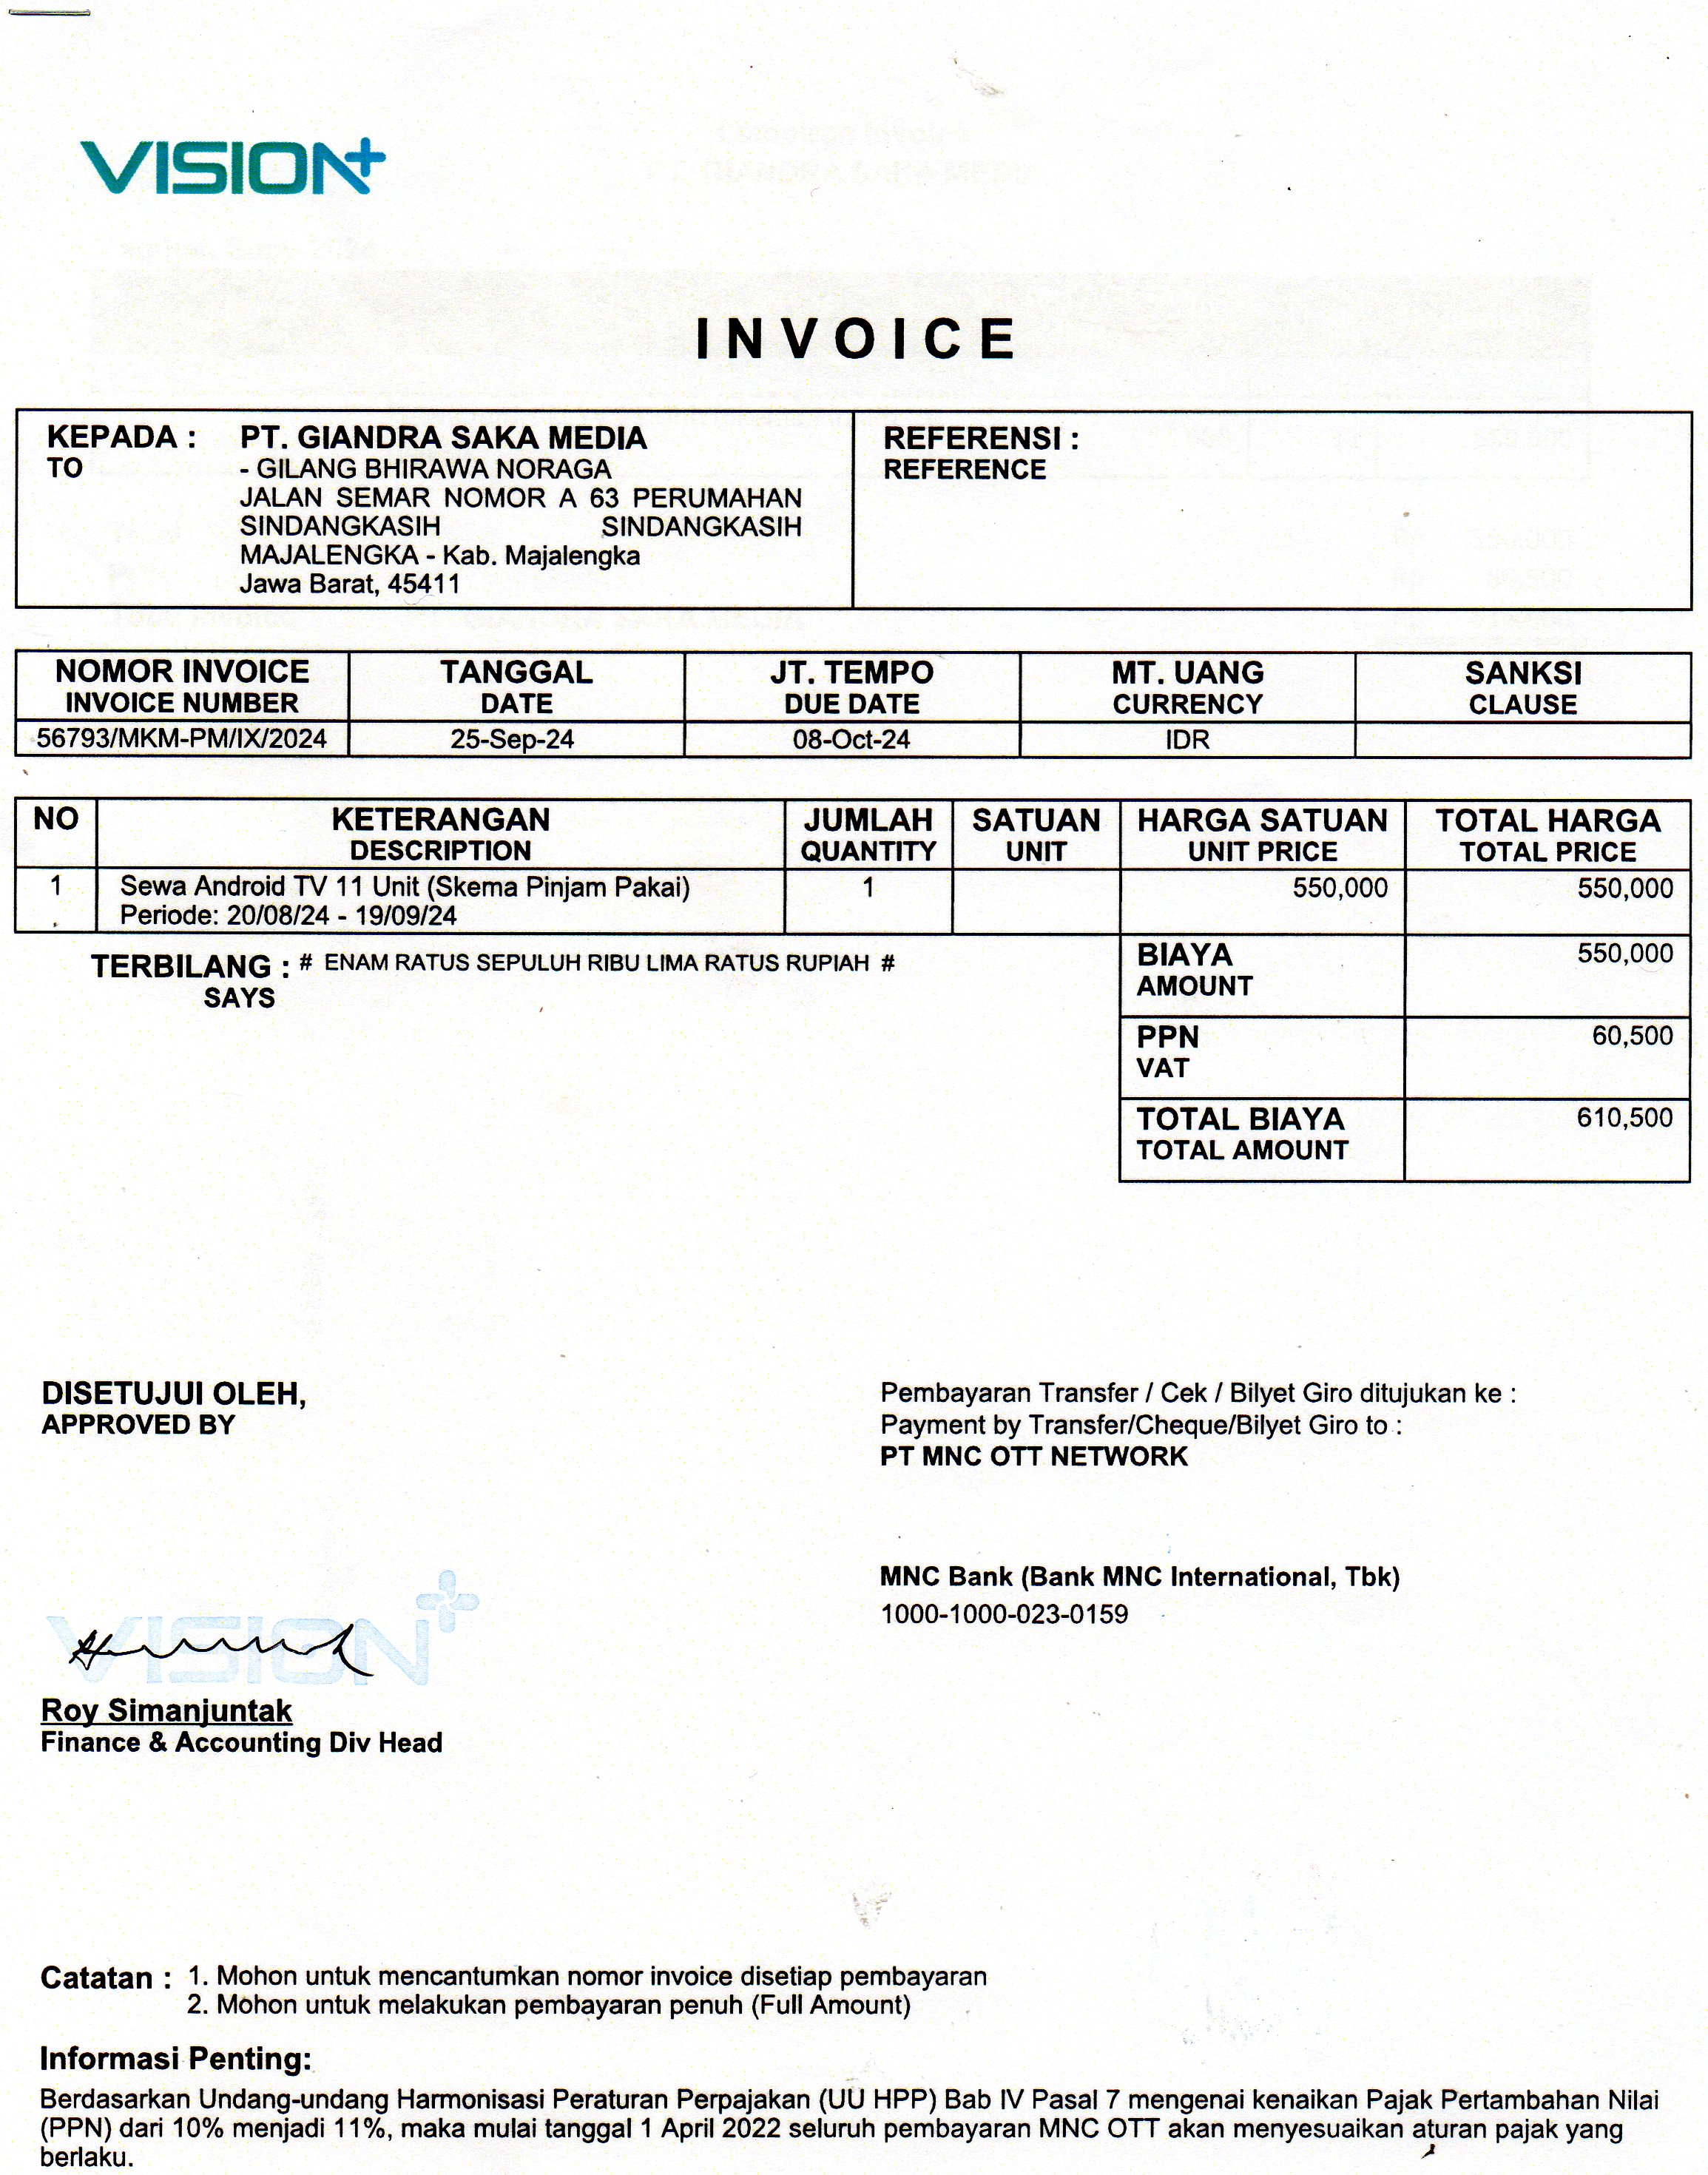 VISION+
INVOICE
KEPADA : PT. GIANDRA SAKA MEDIA
TO - GILANG BHIRAWA NORAGA
JALAN SEMAR NOMOR A 63 PERUMAHAN
SINDANGKASIH SINDANGKASIH
MAJALENGKA - Kab. Majalengka
Jawa Barat, 45411
REFERENSI :
REFERENCE
NOMOR INVOICE TANGGAL JT. TEMPO MT. UANG SANKSI
INVOICE NUMBER DATE DUE DATE CURRENCY CLAUSE
56793/MKM-PM/IX/2024 25-Sep-24 08-Oct-24 IDR
NO KETERANGAN JUMLAH SATUAN HARGA SATUAN TOTAL HARGA
DESCRIPTION QUANTITY UNIT UNIT PRICE TOTAL PRICE
1 Sewa Android TV 11 Unit (Skema Pinjam Pakai) 1 550,000 550,000
Periode: 20/08/24 - 19/09/24
TERBILANG : # ENAM RATUS SEPULUH RIBU LIMA RATUS RUPIAH #
SAYS
BIAYA 550,000
AMOUNT
PPN 60,500
VAT
TOTAL BIAYA 610,500
TOTAL AMOUNT
DISETUJUI OLEH,
APPROVED BY
Pembayaran Transfer / Cek / Bilyet Giro ditujukan ke :
Payment by Transfer/Cheque/Bilyet Giro to :
PT MNC OTT NETWORK
MNC Bank (Bank MNC International, Tbk)
1000-1000-023-0159
VISION+
Roy Simanjuntak
Finance & Accounting Div Head
Catatan : 1. Mohon untuk mencantumkan nomor invoice disetiap pembayaran
2. Mohon untuk melakukan pembayaran penuh (Full Amount)
Informasi Penting:
Berdasarkan Undang-undang Harmonisasi Peraturan Perpajakan (UU HPP) Bab IV Pasal 7 mengenai kenaikan Pajak Pertambahan Nilai
(PPN) dari 10% menjadi 11%, maka mulai tanggal 1 April 2022 seluruh pembayaran MNC OTT akan menyesuaikan aturan pajak yang
berlaku.